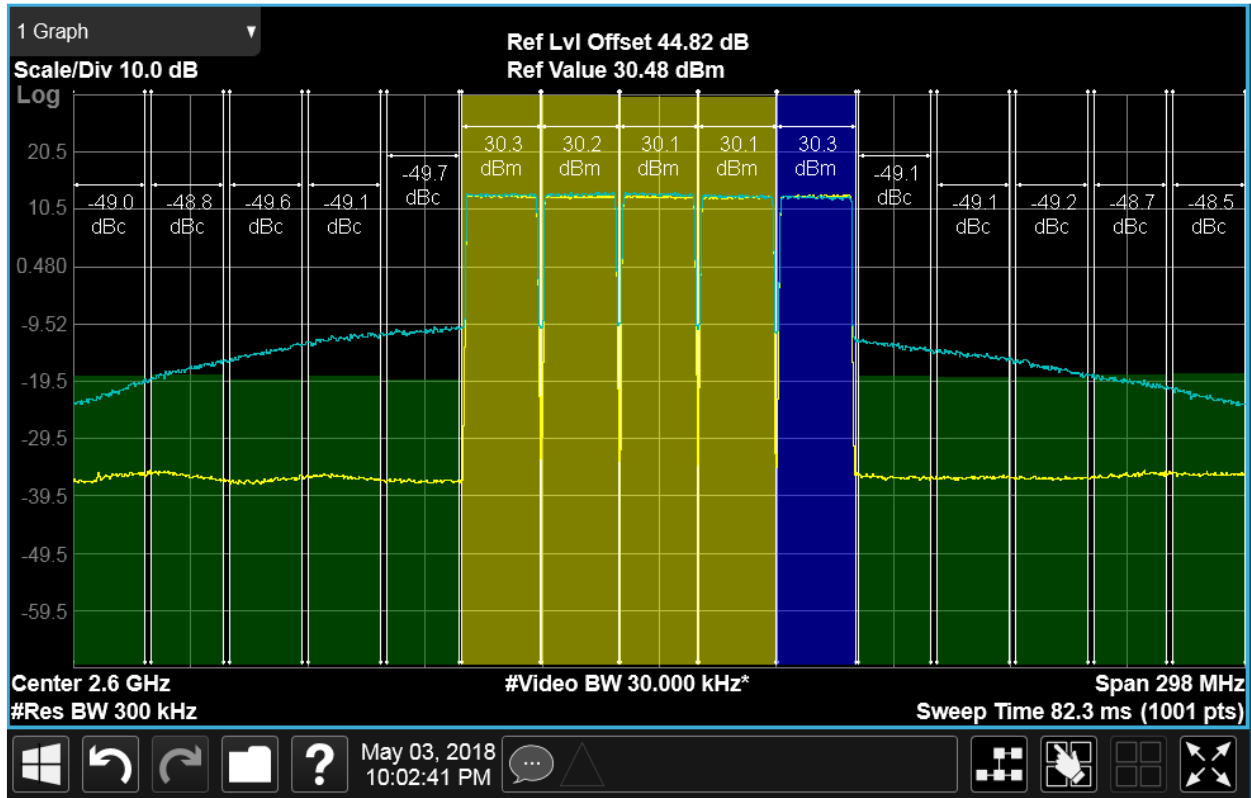 1 Graph
Ref Lvl Offset 44.82 dB
Scale/Div 10.0 dB
Ref Value 30.48 dBm
Log
30.3 dBm
30.2 dBm
30.1 dBm
30.1 dBm
30.3 dBm
20.5
-49.7 dBc
-49.1 dBc
10.5
-49.0 dBc
-48.8 dBc
-49.6 dBc
-49.1 dBc
-49.1 dBc
-49.2 dBc
-48.7 dBc
-48.5 dBc
0.480
-9.52
-19.5
-29.5
-39.5
-49.5
-59.5
Center 2.6 GHz
#Video BW 30.000 kHz*
Span 298 MHz
#Res BW 300 kHz
Sweep Time 82.3 ms (1001 pts)
?
May 03, 2018
10:02:41 PM